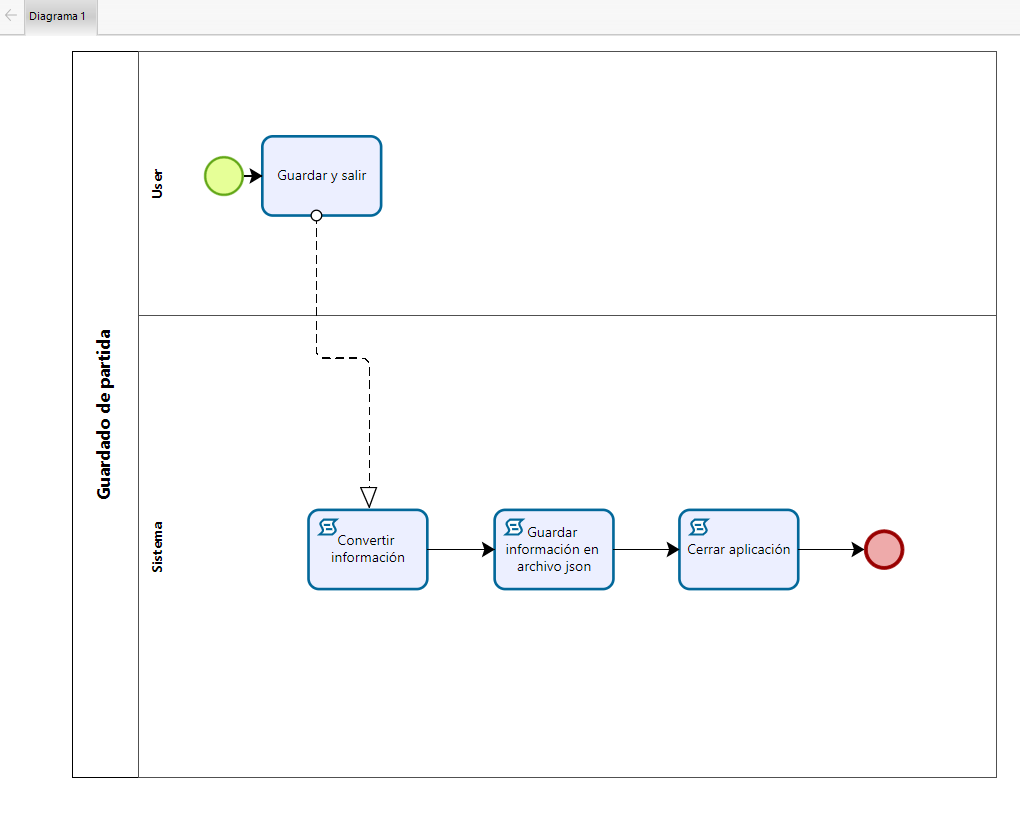 Diagrama 1
Guardado de partida
User
Guardar y salir
Sistema
Convertir
información
Guardar
información en
archivo json
Cerrar aplicación